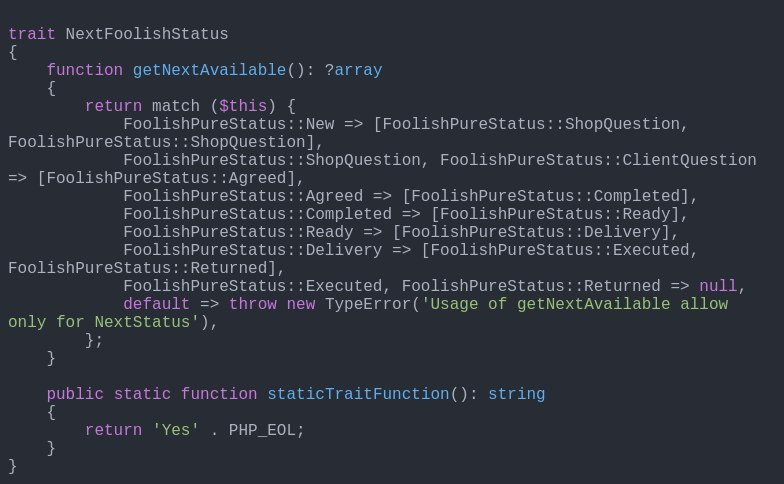 trait NextFoolishStatus
{
    function getNextAvailable(): ?array
    {
        return match ($this) {
            FoolishPureStatus::New => [FoolishPureStatus::ShopQuestion,
FoolishPureStatus::ShopQuestion],
            FoolishPureStatus::ShopQuestion, FoolishPureStatus::ClientQuestion
=> [FoolishPureStatus::Agreed],
            FoolishPureStatus::Agreed => [FoolishPureStatus::Completed],
            FoolishPureStatus::Completed => [FoolishPureStatus::Ready],
            FoolishPureStatus::Ready => [FoolishPureStatus::Delivery],
            FoolishPureStatus::Delivery => [FoolishPureStatus::Executed,
FoolishPureStatus::Returned],
            FoolishPureStatus::Executed, FoolishPureStatus::Returned => null,
            default => throw new TypeError('Usage of getNextAvailable allow
only for NextStatus'),
        };
    }

    public static function staticTraitFunction(): string
    {
        return 'Yes' . PHP_EOL;
    }
}